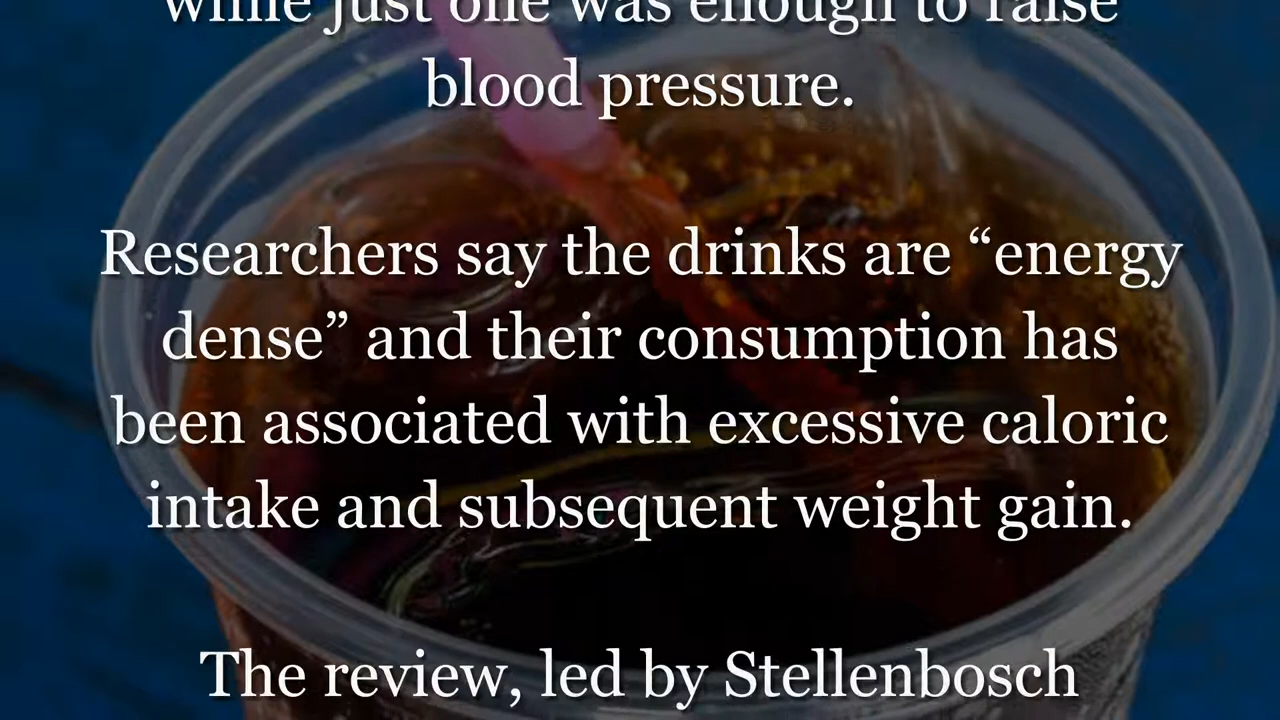 while just one was enough to raise
blood pressure.
Researchers say the drinks are “energy
dense” and their consumption has
been associated with excessive caloric
intake and subsequent weight gain.
The review, led by Stellenbosch